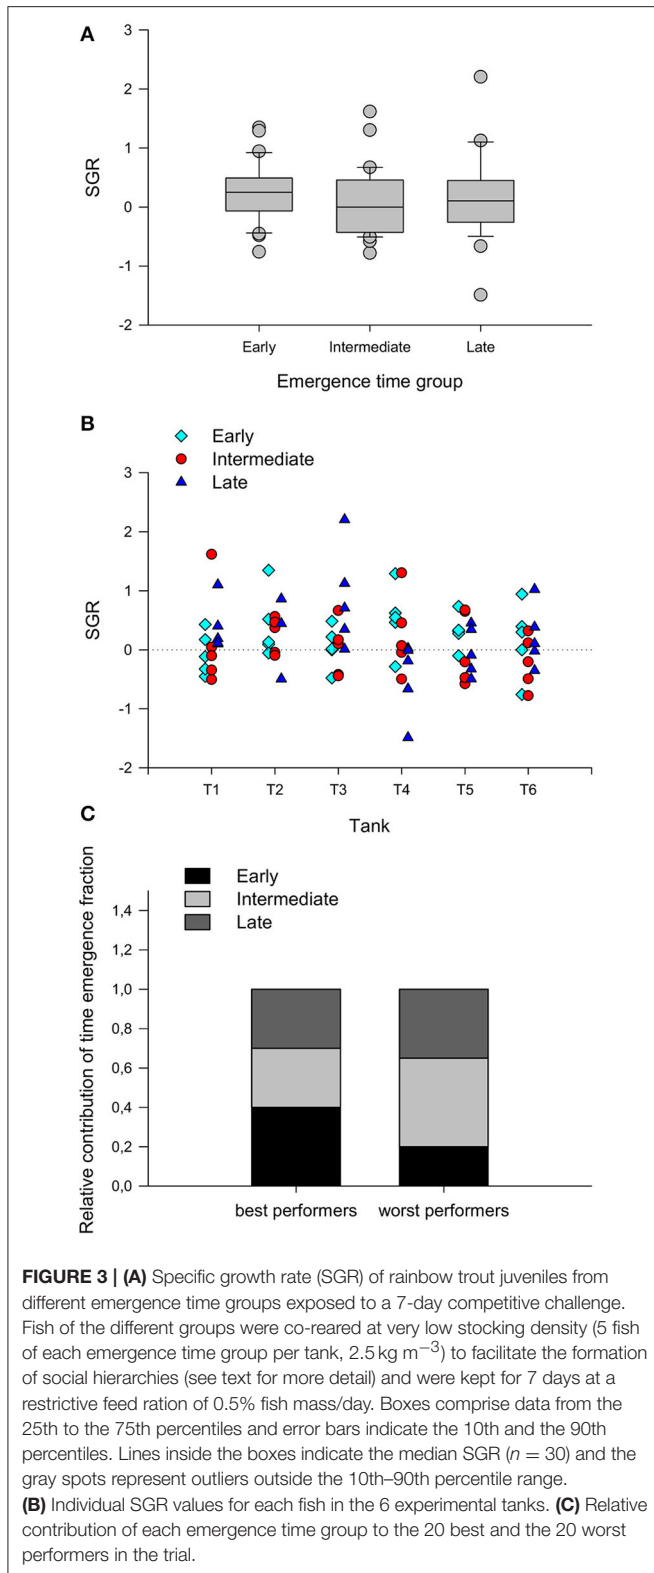 A
3
2
1
0
-1
-2
SGR
Early Intermediate Late
Emergence time group
B
Early
Intermediate
Late
3
2
1
0
-1
-2
SGR
T1 T2 T3 T4 T5 T6
Tank
C
Early
Intermediate
Late
1,4
1,2
1,0
0,8
0,6
0,4
0,2
0,0
Relative contribution of time emergence fraction
best performers worst performers
FIGURE 3 | (A) Specific growth rate (SGR) of rainbow trout juveniles from
different emergence time groups exposed to a 7-day competitive challenge.
Fish of the different groups were co-reared at very low stocking density (5 fish
of each emergence time group per tank, 2.5 kg m−3) to facilitate the formation
of social hierarchies (see text for more detail) and were kept for 7 days at a
restrictive feed ration of 0.5% fish mass/day. Boxes comprise data from the
25th to the 75th percentiles and error bars indicate the 10th and the 90th
percentiles. Lines inside the boxes indicate the median SGR (n = 30) and the
gray spots represent outliers outside the 10th–90th percentile range.
(B) Individual SGR values for each fish in the 6 experimental tanks. (C) Relative
contribution of each emergence time group to the 20 best and the 20 worst
performers in the trial.